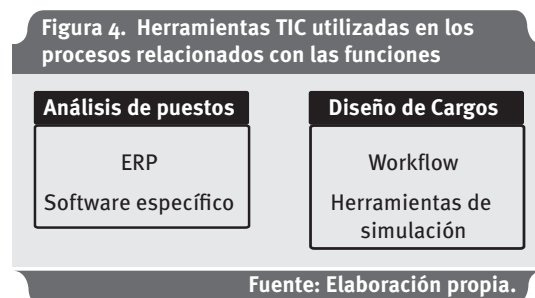 Figura 4. Herramientas TIC utilizadas en los
procesos relacionados con las funciones
Análisis de puestos
ERP
Software específico
Diseño de Cargos
Workflow
Herramientas de
simulación
Fuente: Elaboración propia.